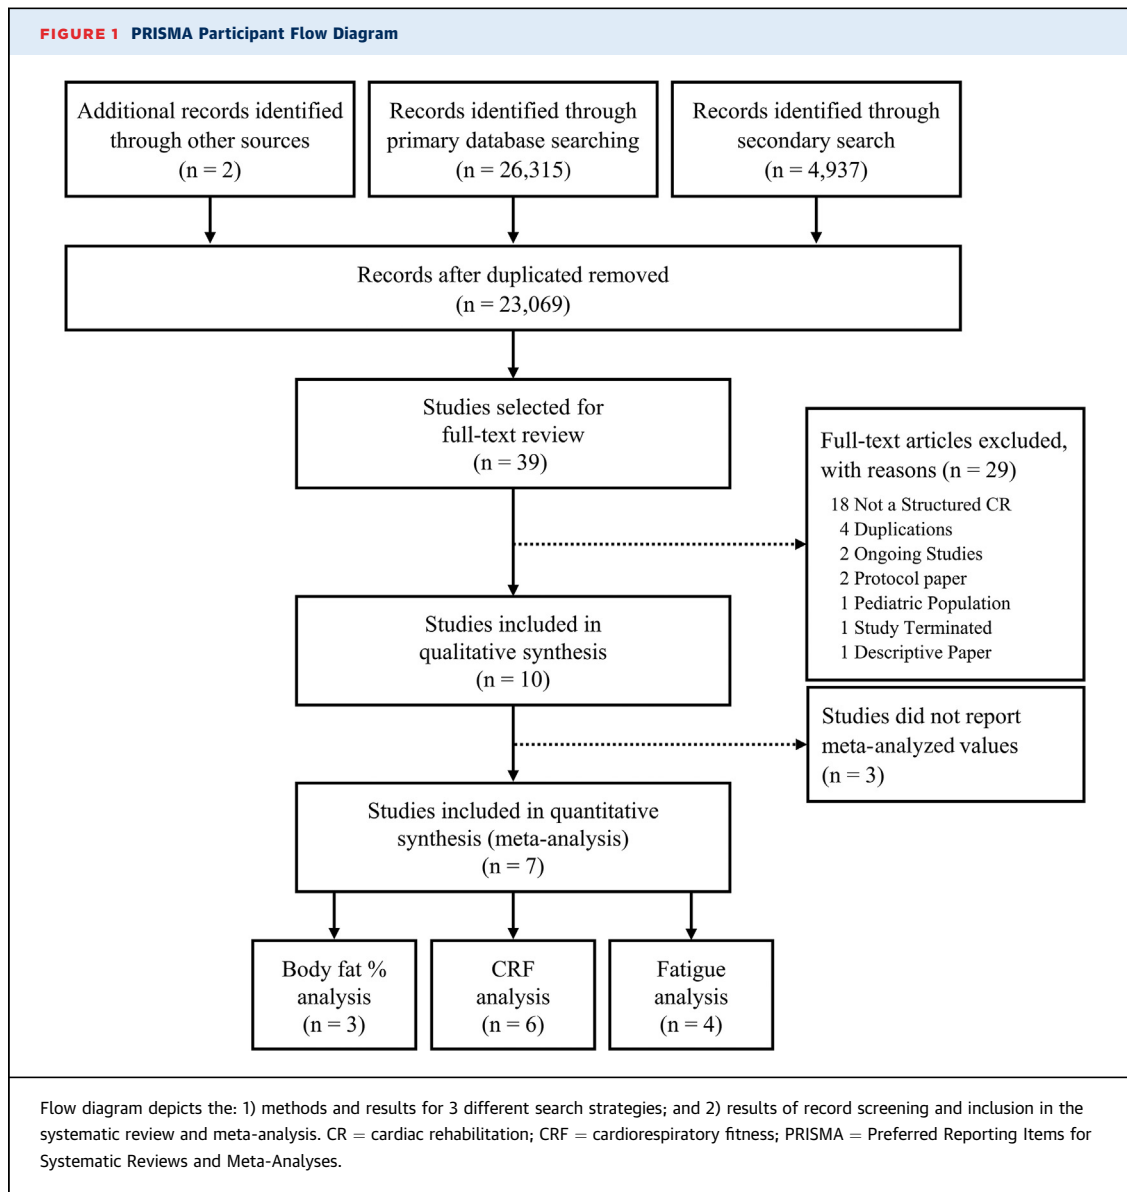 FIGURE 1 PRISMA Participant Flow Diagram
Additional records identified
through other sources
(n = 2)
Records identified through
primary database searching
(n = 26,315)
Records identified through
secondary search
(n = 4,937)
Records after duplicated removed
(n = 23,069)
Studies selected for
full-text review
(n = 39)
Full-text articles excluded,
with reasons (n = 29)
18 Not a Structured CR
4 Duplications
2 Ongoing Studies
2 Protocol paper
1 Pediatric Population
1 Study Terminated
1 Descriptive Paper
Studies included in
qualitative synthesis
(n = 10)
Studies did not report
meta-analyzed values
(n = 3)
Studies included in quantitative
synthesis (meta-analysis)
(n = 7)
Body fat %
analysis
(n = 3)
CRF
analysis
(n = 6)
Fatigue
analysis
(n = 4)
Flow diagram depicts the: 1) methods and results for 3 different search strategies; and 2) results of record screening and inclusion in the
systematic review and meta-analysis. CR = cardiac rehabilitation; CRF = cardiorespiratory fitness; PRISMA = Preferred Reporting Items for
Systematic Reviews and Meta-Analyses.